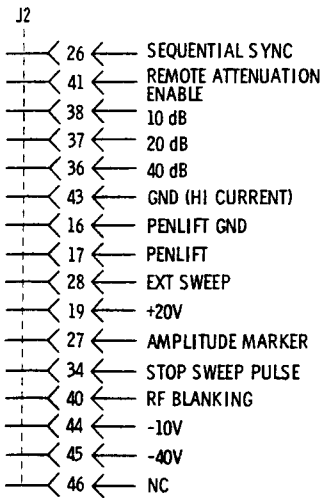 J2
26 SEQUENTIAL SYNC
41 REMOTE ATTENUATION
ENABLE
38 10 dB
37 20 dB
36 40 dB
43 GND (HI CURRENT)
16 PENLIFT GND
17 PENLIFT
28 EXT SWEEP
19 +20V
27 AMPLITUDE MARKER
34 STOP SWEEP PULSE
40 RF BLANKING
44 -10V
45 -40V
46 NC